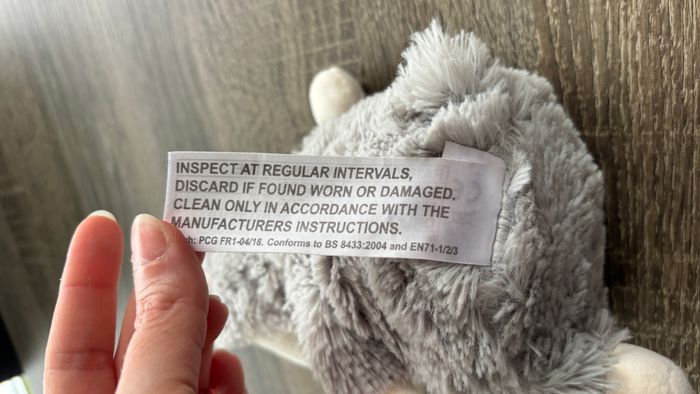 INSPECT AT REGULAR INTERVALS,
DISCARD IF FOUND WORN OR DAMAGED.
CLEAN ONLY IN ACCORDANCE WITH THE
MANUFACTURERS INSTRUCTIONS.
PCG FR1-04/18. Conforms to BS 8433:2004 and EN71-1/2/3